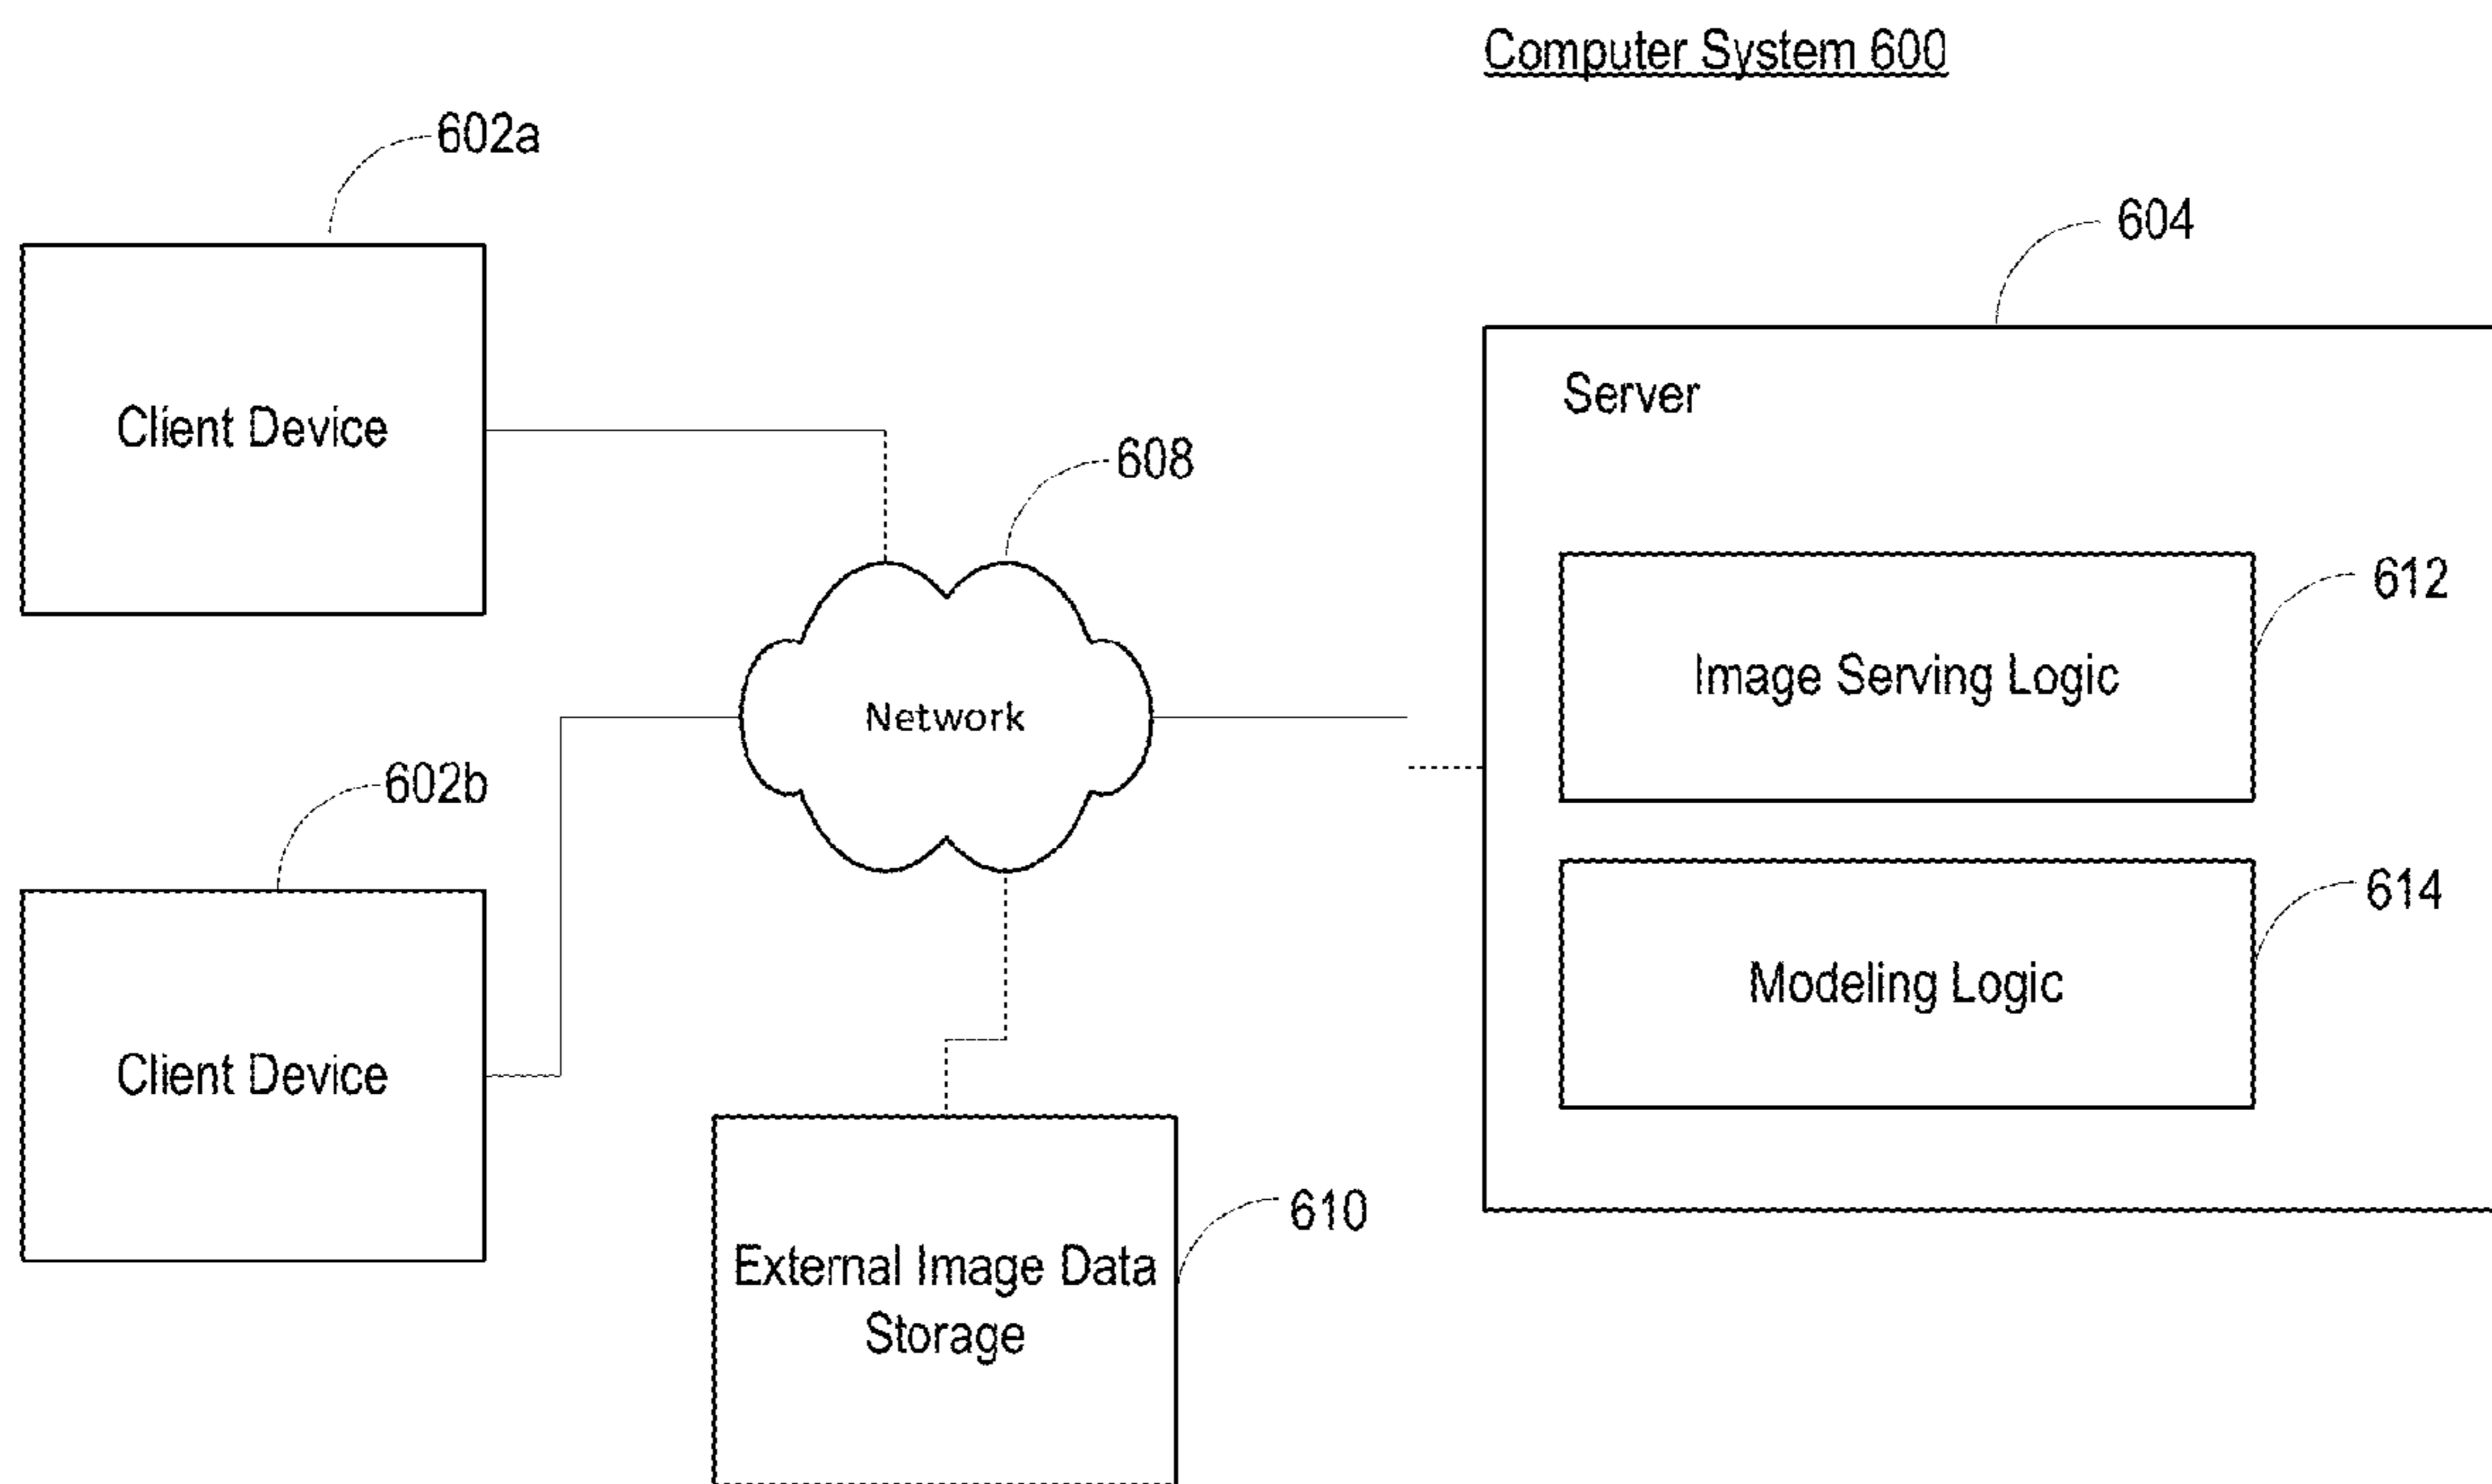 Computer System 600
602a
604
Client Device
Server
608
612
Image Serving Logic
Network
602b
614
Modeling Logic
Client Device
610
External Image Data
Storage